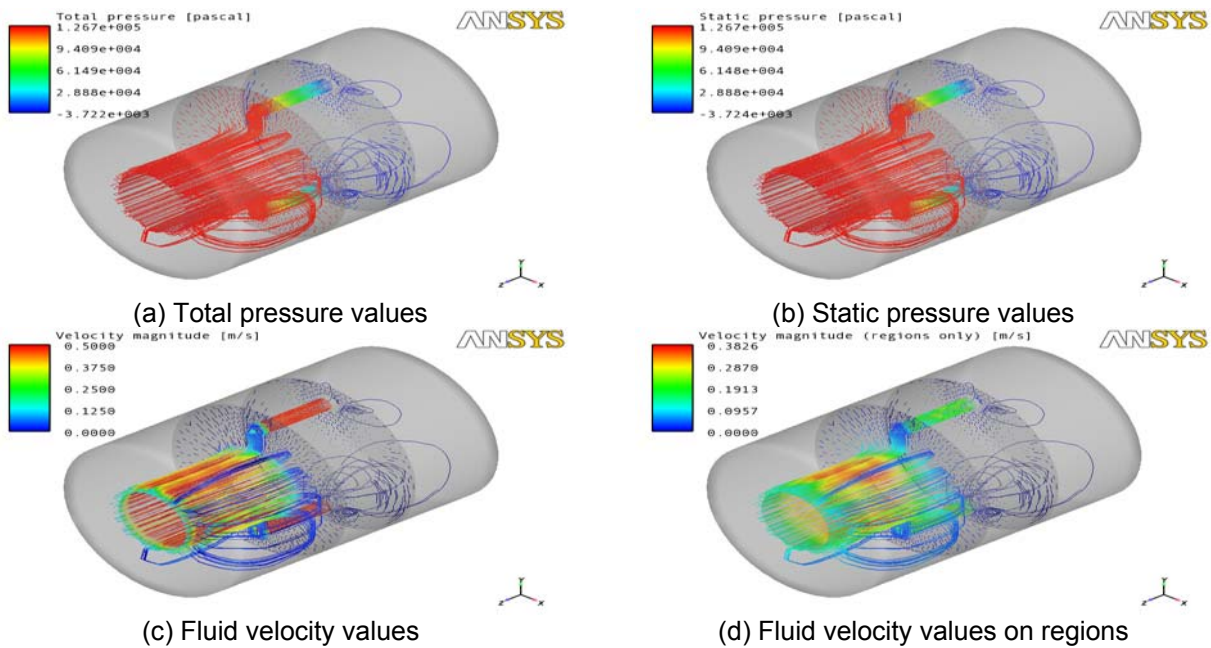 Total pressure [pascal]
ANSYS
1.267e+005
9.409e+004
6.149e+004
2.888e+004
-3.722e+003
Y
Z
X
(a) Total pressure values
Static pressure [pascal]
ANSYS
1.267e+005
9.409e+004
6.149e+004
2.888e+004
-3.724e+003
Y
Z
X
(b) Static pressure values
Velocity magnitude [m/s]
ANSYS
0.5000
0.3750
0.2500
0.1250
0.0000
Y
Z
X
(c) Fluid velocity values
Velocity magnitude (regions only) [m/s]
ANSYS
0.3826
0.2870
0.1913
0.0957
0.0000
Y
Z
X
(d) Fluid velocity values on regions